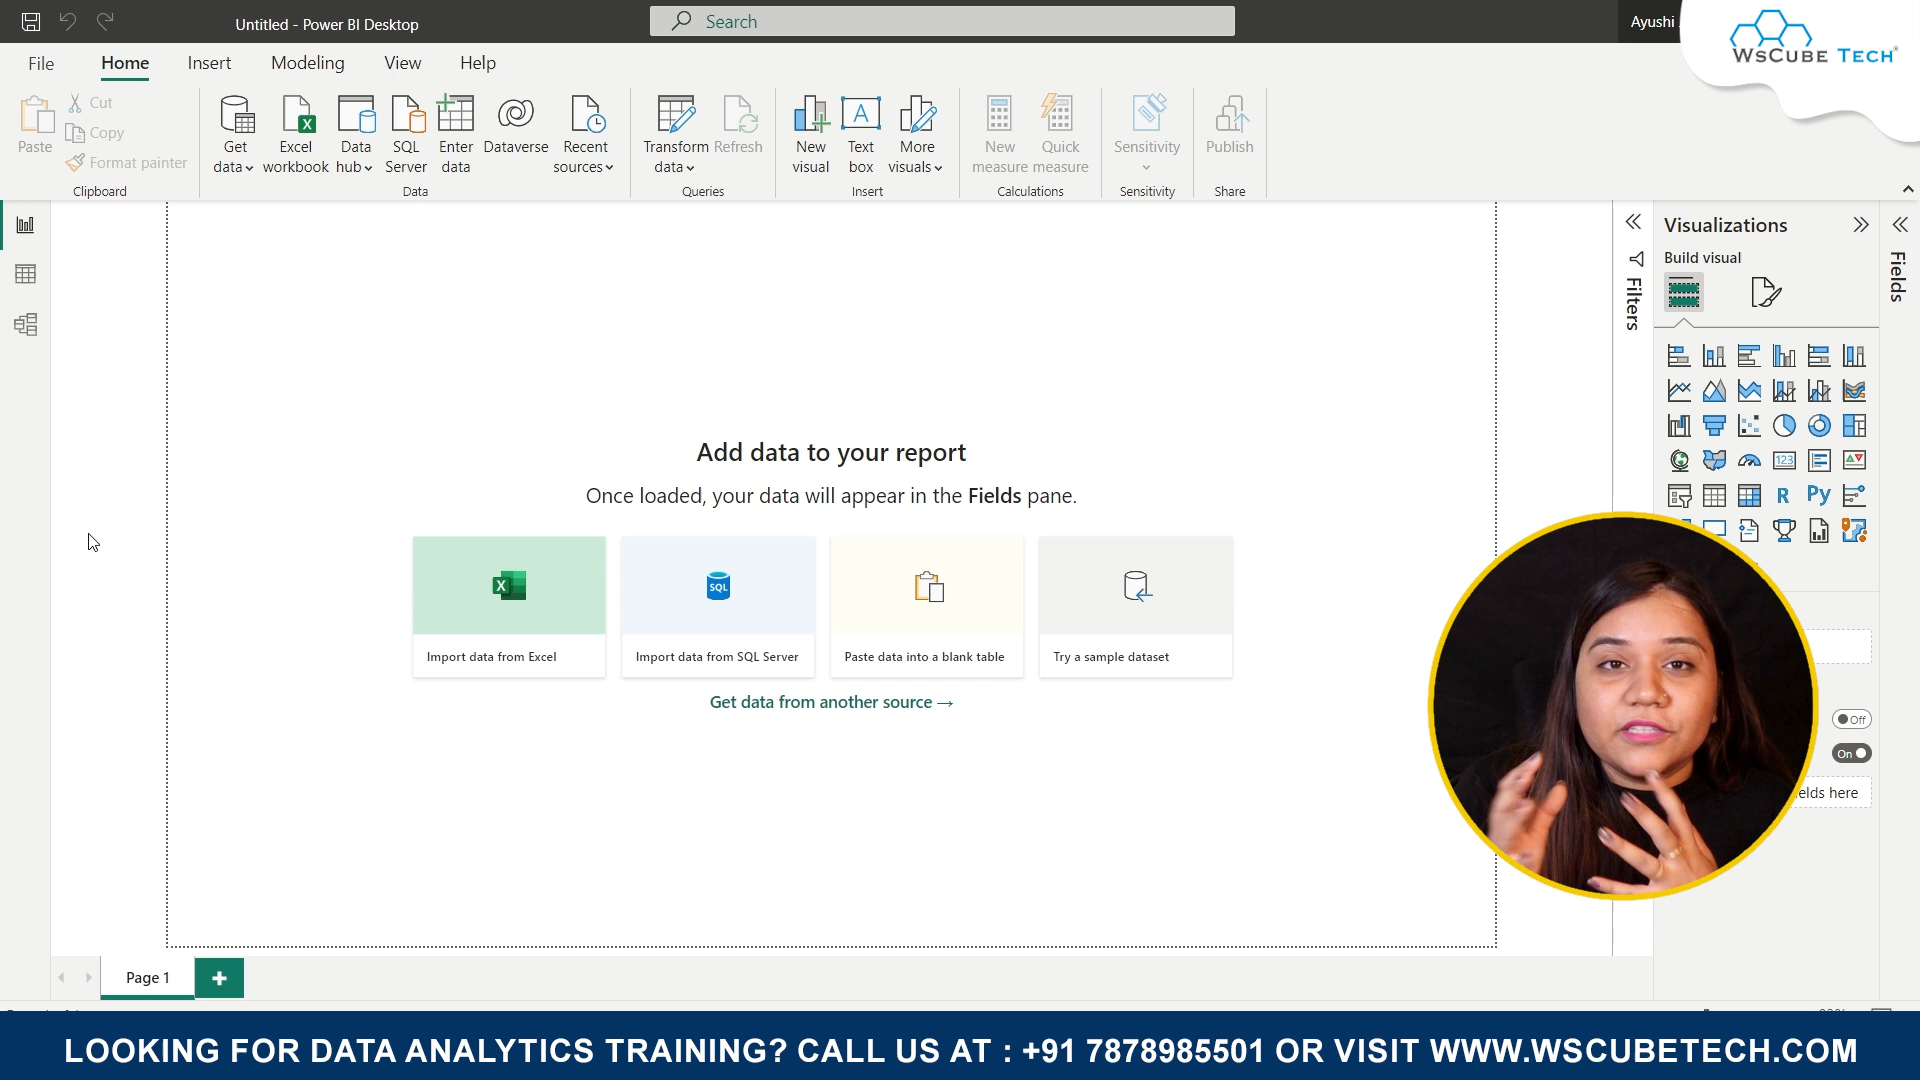 Untitled - Power BI Desktop
Search
Ayushi
WsCube Tech
File
Home
Insert
Modeling
View
Help
Paste
Cut
Copy
Format painter
Clipboard
Get data
Excel workbook
Data hub
SQL Server
Enter data
Dataverse
Recent sources
Data
Transform data
Refresh
Queries
New visual
Text box
More visuals
Insert
New measure
Quick measure
Calculations
Sensitivity
Sensitivity
Publish
Share
Filters
Visualizations
Build visual
Fields
123
R
Py
Add data to your report
Once loaded, your data will appear in the Fields pane.
X
SQL
Import data from Excel
Import data from SQL Server
Paste data into a blank table
Try a sample dataset
Get data from another source →
Off
On
elds here
Page 1
LOOKING FOR DATA ANALYTICS TRAINING? CALL US AT : +91 7878985501 OR VISIT WWW.WSCUBETECH.COM